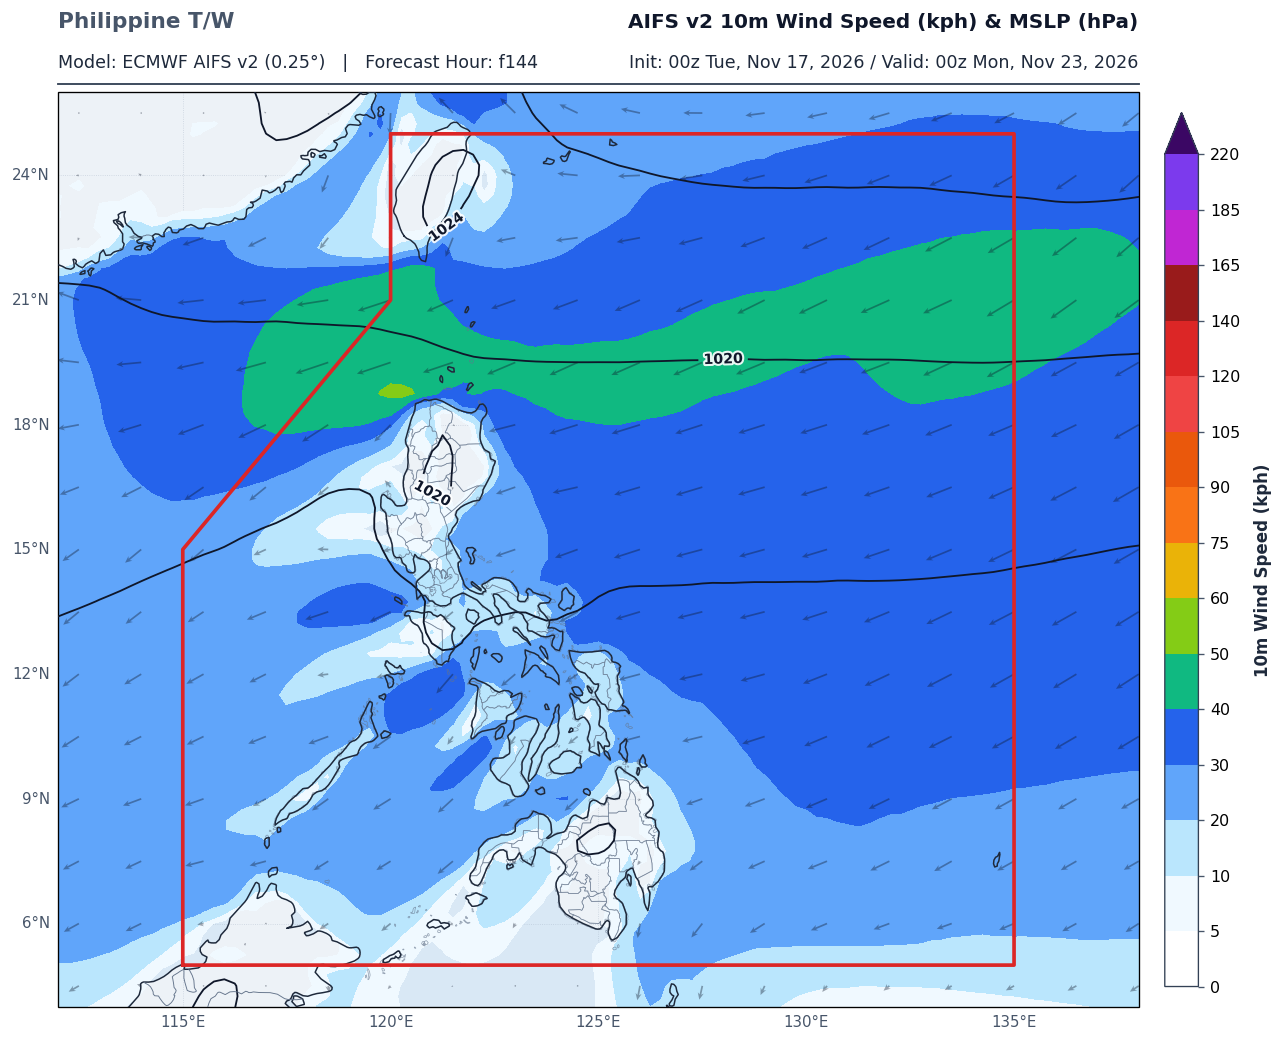 Philippine T/W
AIFS v2 10m Wind Speed (kph) & MSLP (hPa)
Model: ECMWF AIFS v2 (0.25°) | Forecast Hour: f144
Init: 00z Tue, Nov 17, 2026 / Valid: 00z Mon, Nov 23, 2026
24°N
21°N
18°N
15°N
12°N
9°N
6°N
1024
1020
1020
115°E
120°E
125°E
130°E
135°E
220
185
165
140
120
105
90
75
60
50
40
30
20
10
5
0
10m Wind Speed (kph)